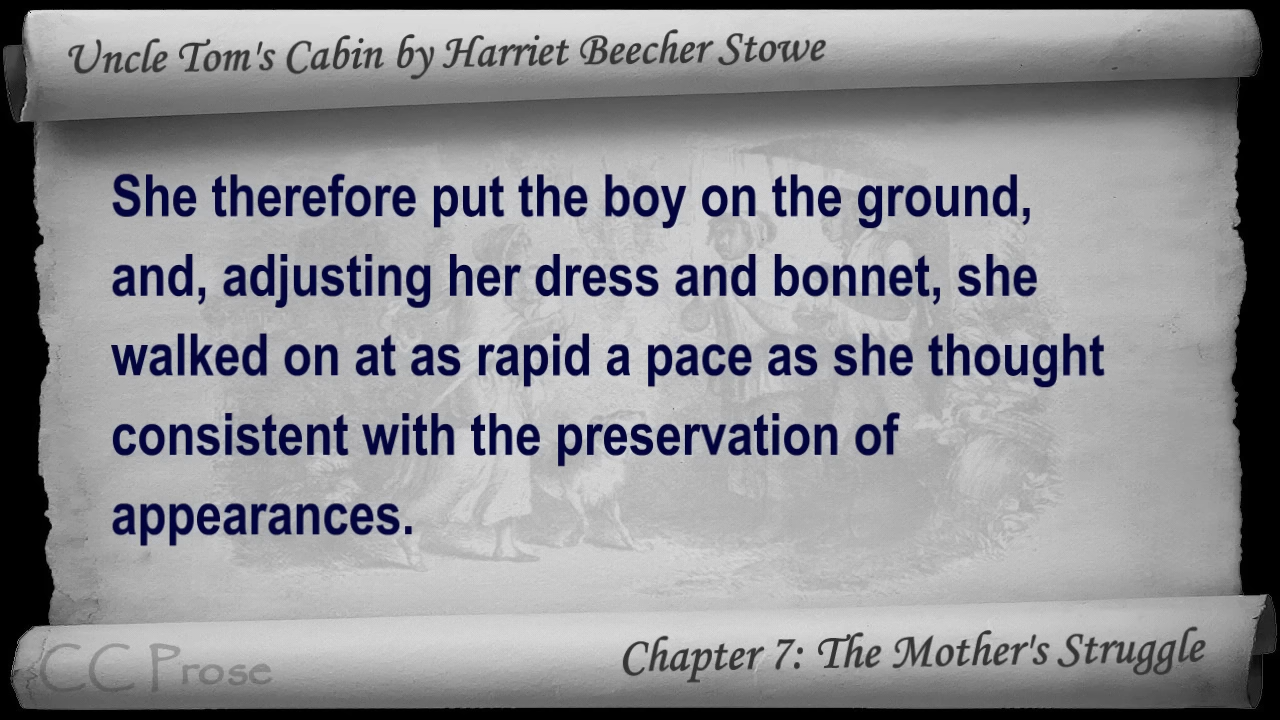 Uncle Tom's Cabin by Harriet Beecher Stowe
She therefore put the boy on the ground,
and, adjusting her dress and bonnet, she
walked on at as rapid a pace as she thought
consistent with the preservation of
appearances.
CC Prose
Chapter 7: The Mother's Struggle